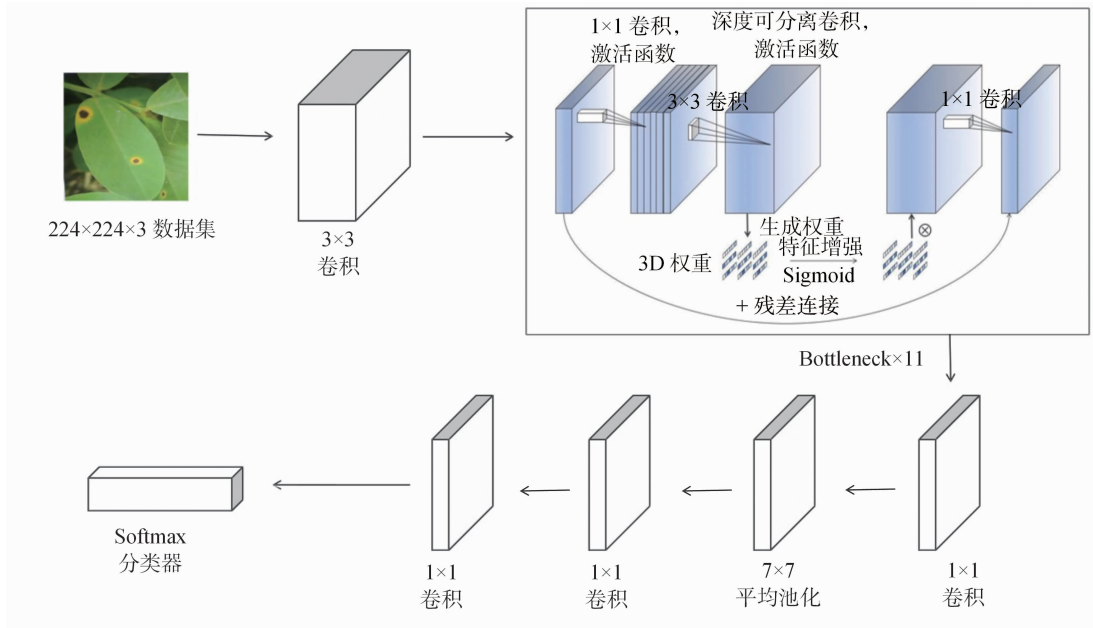 1×1 卷积，
激活函数
深度可分离卷积，
激活函数
3×3 卷积
1×1 卷积
224×224×3 数据集
3×3
卷积
生成权重
3D 权重
特征增强
Sigmoid
⊗
+ 残差连接
Bottleneck×11
Softmax
分类器
1×1
卷积
1×1
卷积
7×7
平均池化
1×1
卷积